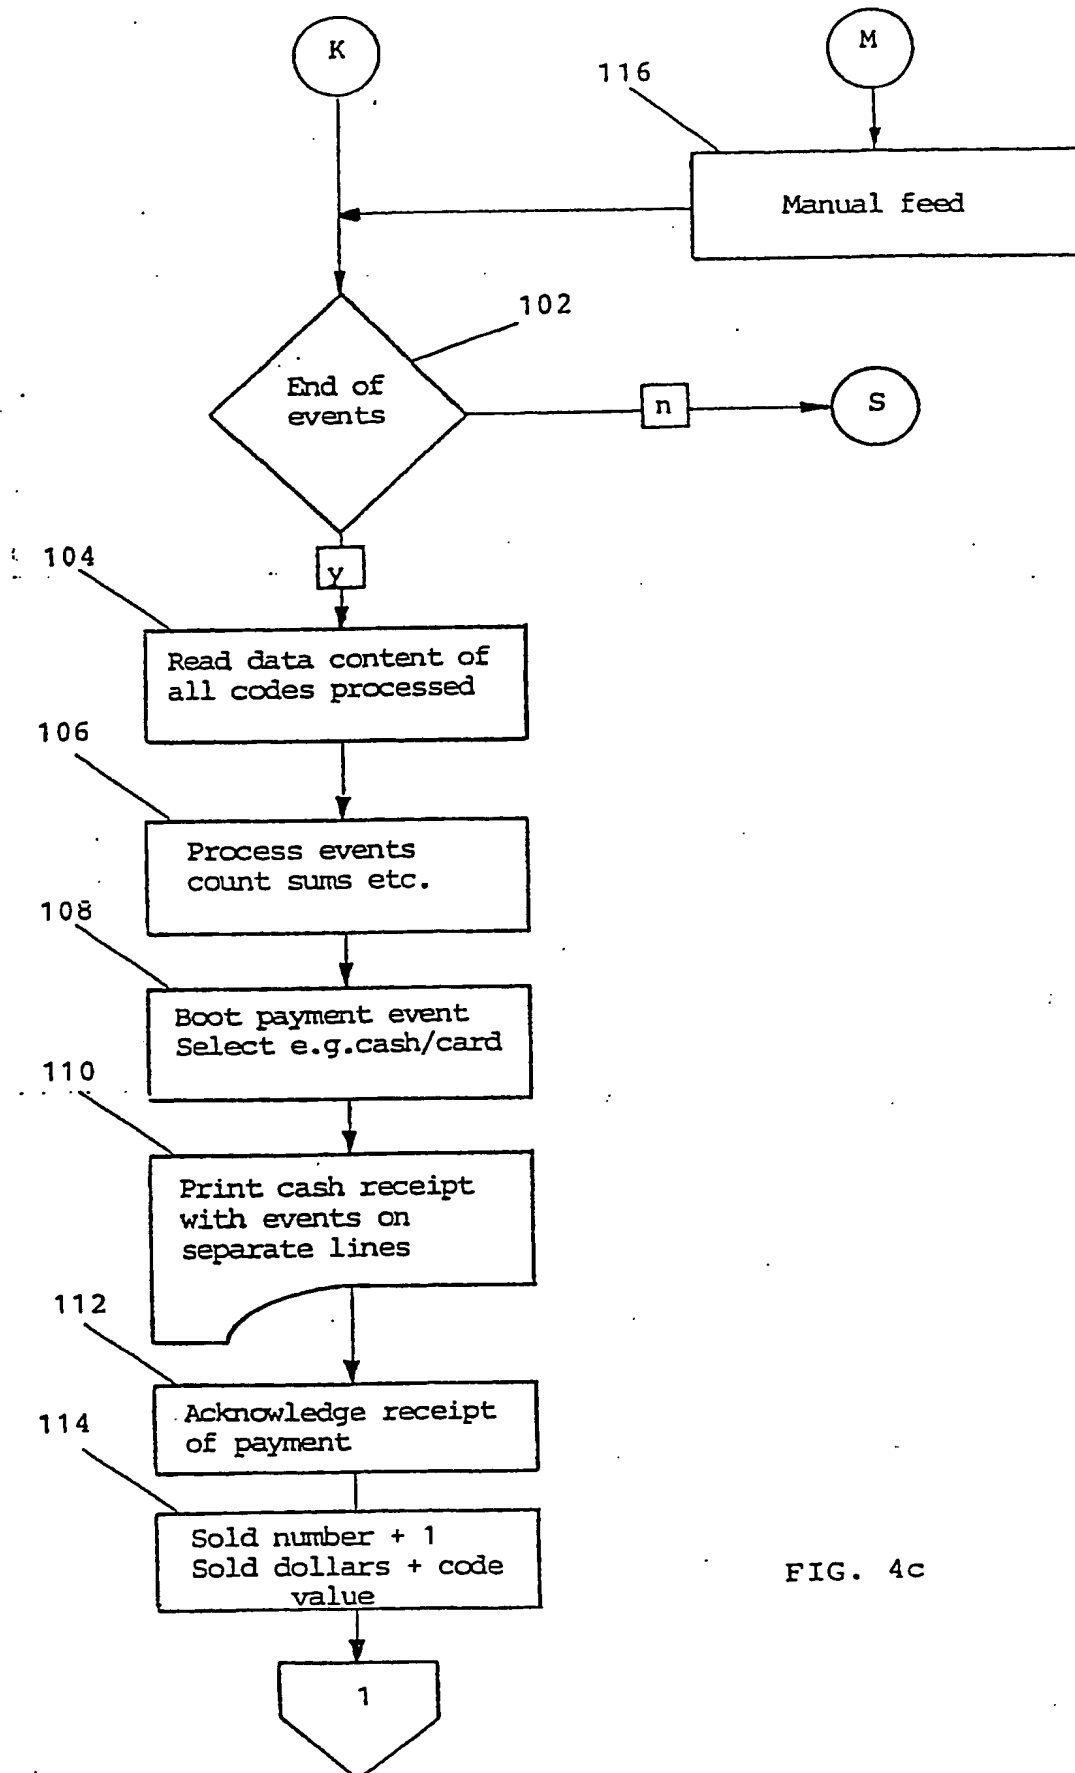 K
M
116
Manual feed
102
End of
events
n
S
y
104
Read data content of
all codes processed
106
Process events
count sums etc.
108
Boot payment event
Select e.g.cash/card
110
Print cash receipt
with events on
separate lines
112
Acknowledge receipt
of payment
114
Sold number + 1
Sold dollars + code
value
FIG. 4c
1